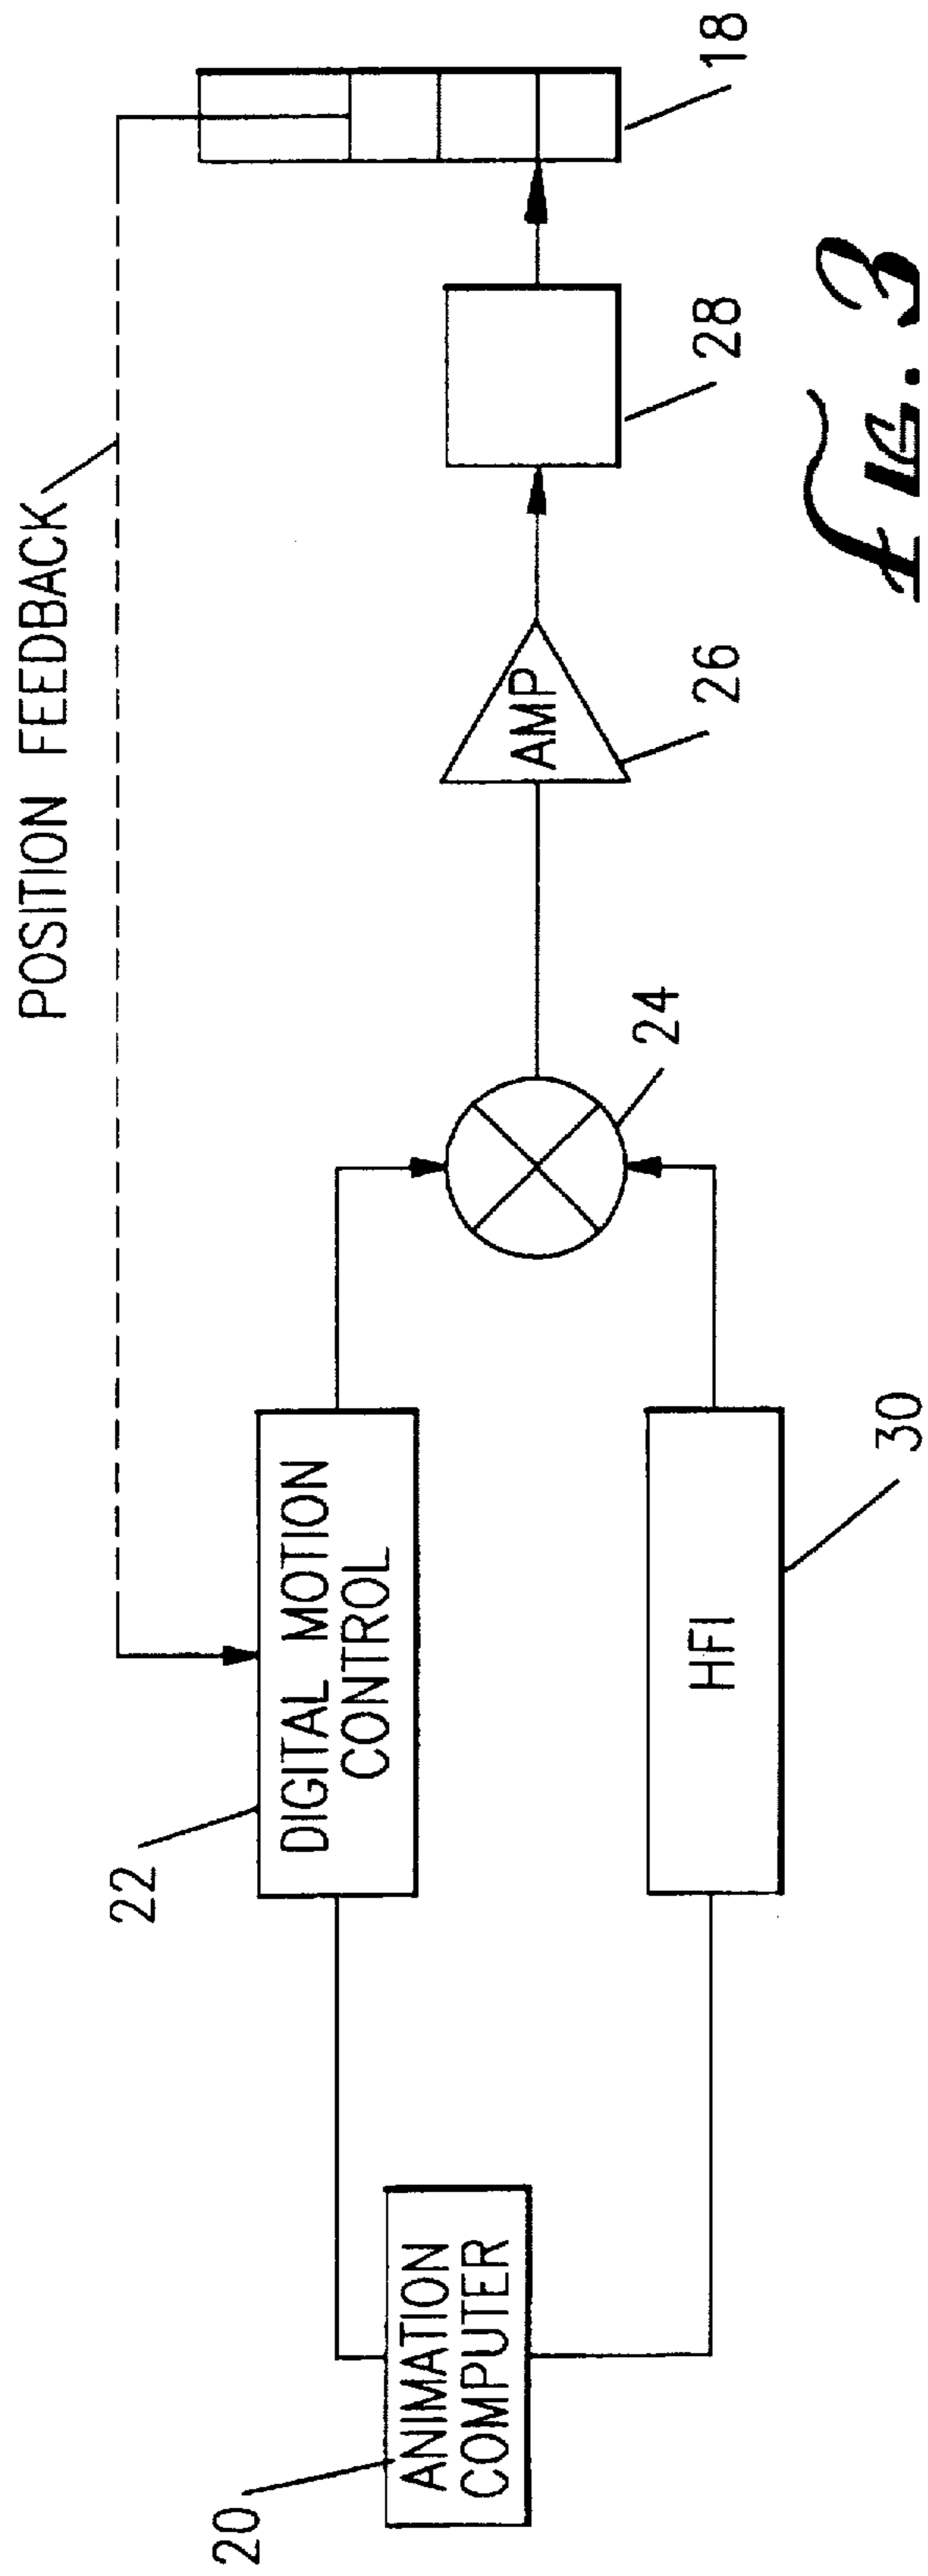 POSITION FEEDBACK
22
DIGITAL MOTION
CONTROL
20
ANIMATION
COMPUTER
24
AMP
26
28
18
HFI
30
FIG. 3